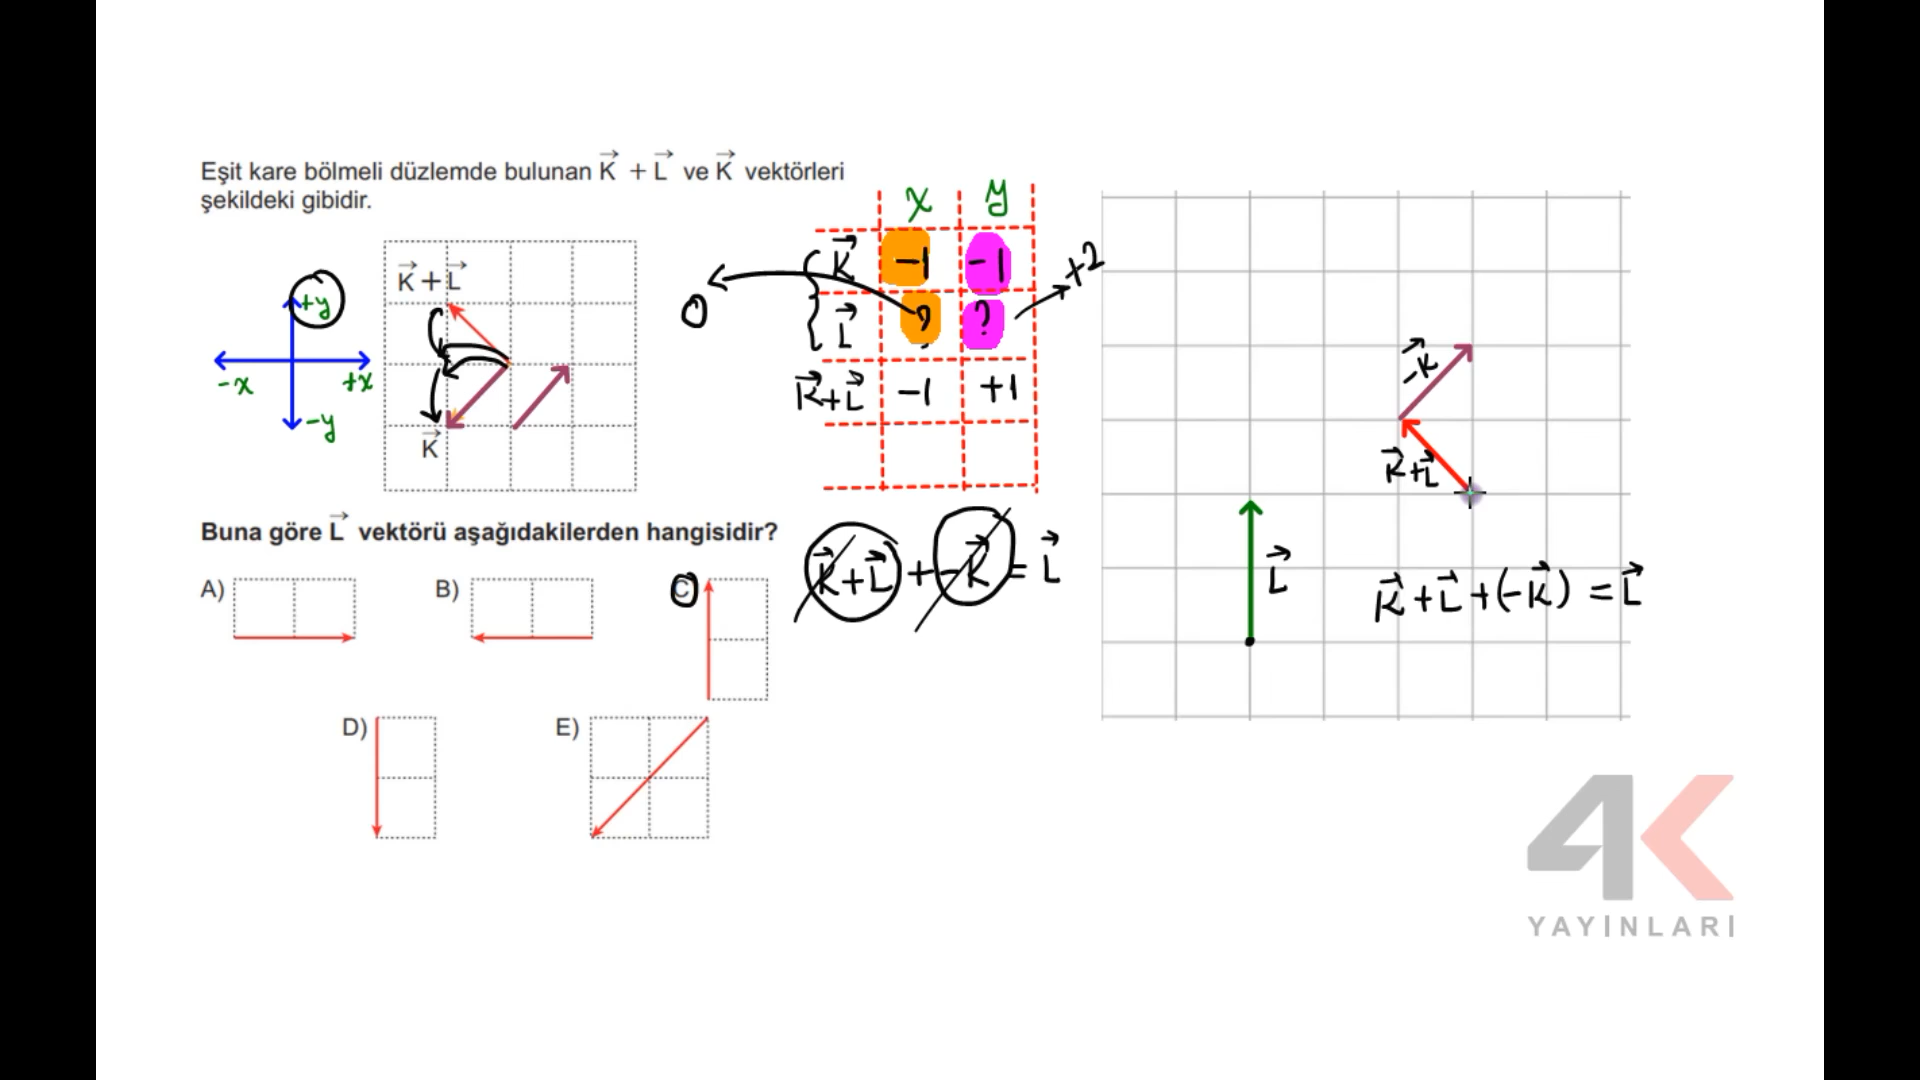 Eşit kare bölmeli düzlemde bulunan K⃗ + L⃗ ve K⃗ vektörleri
şekildeki gibidir.
+y
-x
+x
-y
K⃗ + L⃗
K⃗
x y
K⃗ -1 -1
L⃗ ? ?
K⃗+L⃗ -1 +1
0
+2
K⃗+L⃗ + -K⃗ = L⃗
-K⃗
K⃗+L⃗
L⃗
K⃗+L⃗+(-K⃗) = L⃗
Buna göre L⃗ vektörü aşağıdakilerden hangisidir?
A)
B)
C)
D)
E)
4K
YAYINLARI